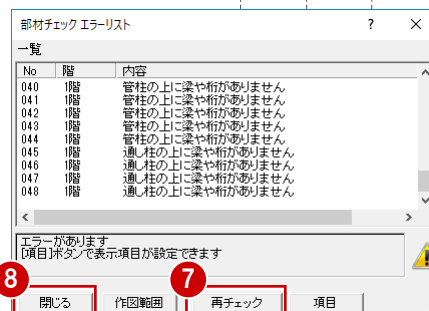 部材チェック エラーリスト ? ×
一覧
No 階 内容
040 1階 管柱の上に梁や桁がありません
041 1階 管柱の上に梁や桁がありません
042 1階 管柱の上に梁や桁がありません
043 1階 管柱の上に梁や桁がありません
044 1階 管柱の上に梁や桁がありません
045 1階 通し柱の上に梁や桁がありません
046 1階 通し柱の上に梁や桁がありません
047 1階 通し柱の上に梁や桁がありません
048 1階 通し柱の上に梁や桁がありません
エラーがあります
[項目]ボタンで表示項目が設定できます
8 7
閉じる 作図範囲 再チェック 項目